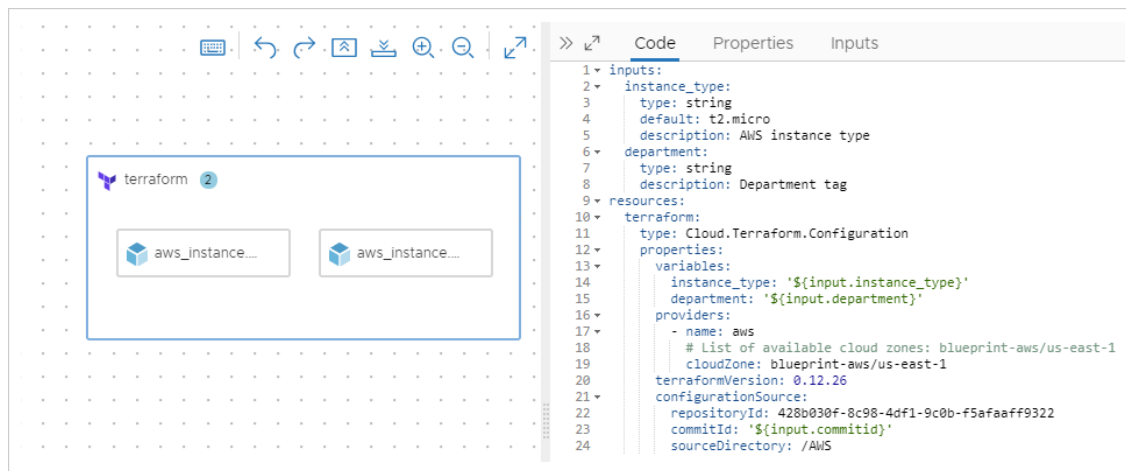 Code Properties Inputs
terraform 2
aws_instance.... aws_instance....
1 inputs:
2   instance_type:
3     type: string
4     default: t2.micro
5     description: AWS instance type
6   department:
7     type: string
8     description: Department tag
9 resources:
10   terraform:
11     type: Cloud.Terraform.Configuration
12     properties:
13       variables:
14         instance_type: '${input.instance_type}'
15         department: '${input.department}'
16       providers:
17         - name: aws
18           # List of available cloud zones: blueprint-aws/us-east-1
19           cloudZone: blueprint-aws/us-east-1
20       terraformVersion: 0.12.26
21       configurationSource:
22         repositoryId: 428b030f-8c98-4df1-9c0b-f5afaaff9322
23         commitId: '${input.commitid}'
24         sourceDirectory: /AWS